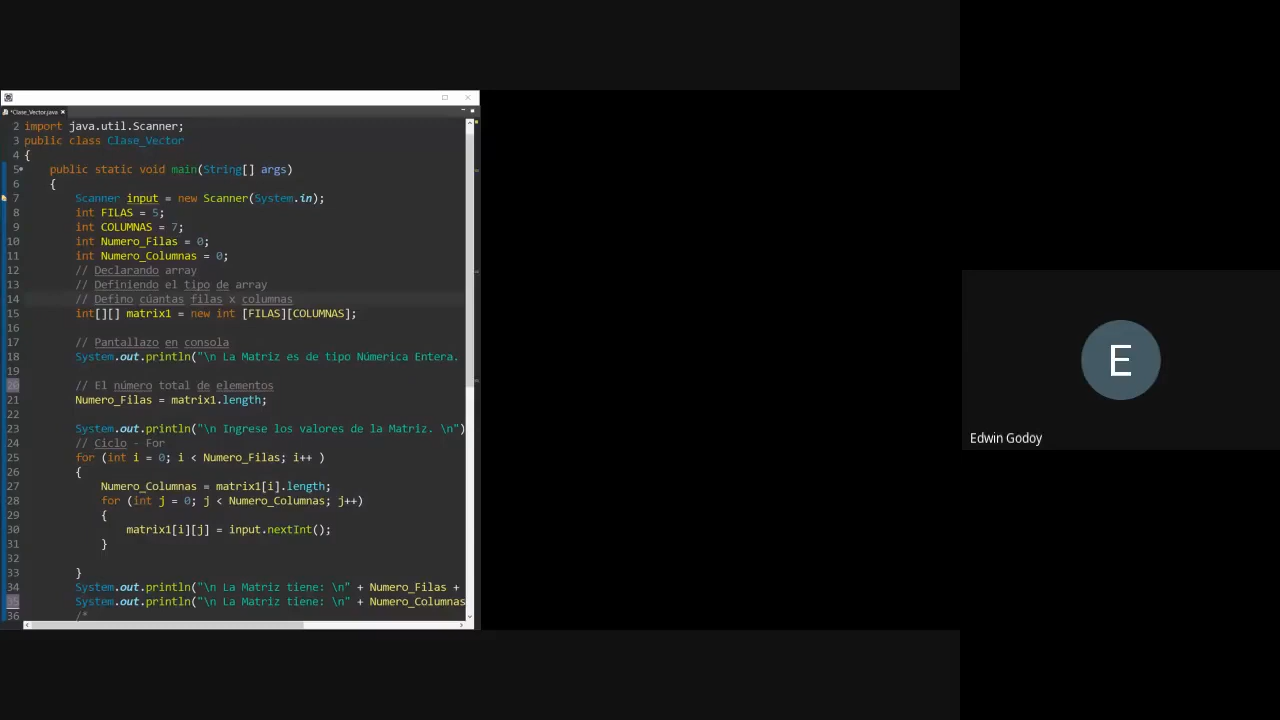 *Clase_Vector.java
2 import java.util.Scanner;
3 public class Clase_Vector
4 {
5 public static void main(String[] args)
6 {
7 Scanner input = new Scanner(System.in);
8 int FILAS = 5;
9 int COLUMNAS = 7;
10 int Numero_Filas = 0;
11 int Numero_Columnas = 0;
12 // Declarando array
13 // Definiendo el tipo de array
14 // Defino cúantas filas x columnas
15 int[][] matrix1 = new int [FILAS][COLUMNAS];
16
17 // Pantallazo en consola
18 System.out.println("\n La Matriz es de tipo Númerica Entera.
19
20 // El número total de elementos
21 Numero_Filas = matrix1.length;
22
23 System.out.println("\n Ingrese los valores de la Matriz. \n")
24 // Ciclo - For
25 for (int i = 0; i < Numero_Filas; i++ )
26 {
27 Numero_Columnas = matrix1[i].length;
28 for (int j = 0; j < Numero_Columnas; j++)
29 {
30 matrix1[i][j] = input.nextInt();
31 }
32
33 }
34 System.out.println("\n La Matriz tiene: \n" + Numero_Filas +
35 System.out.println("\n La Matriz tiene: \n" + Numero_Columnas
36 /*
E
Edwin Godoy